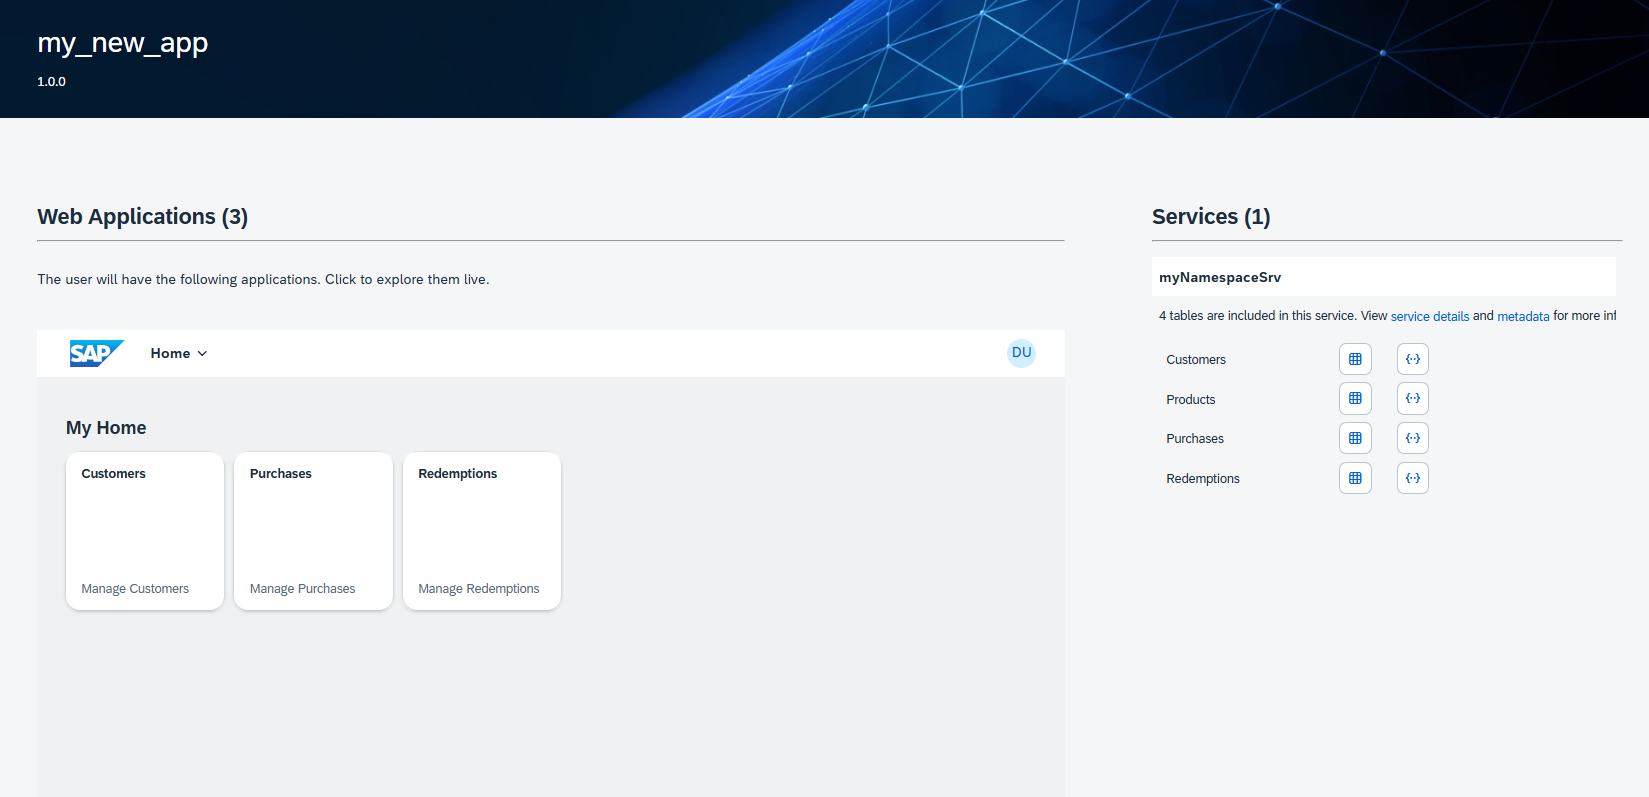 my_new_app
1.0.0
Web Applications (3)
The user will have the following applications. Click to explore them live.
SAP Home DU
My Home
Customers Purchases Redemptions
Manage Customers Manage Purchases Manage Redemptions
Services (1)
myNamespaceSrv
4 tables are included in this service. View service details and metadata for more inf
Customers
Products
Purchases
Redemptions